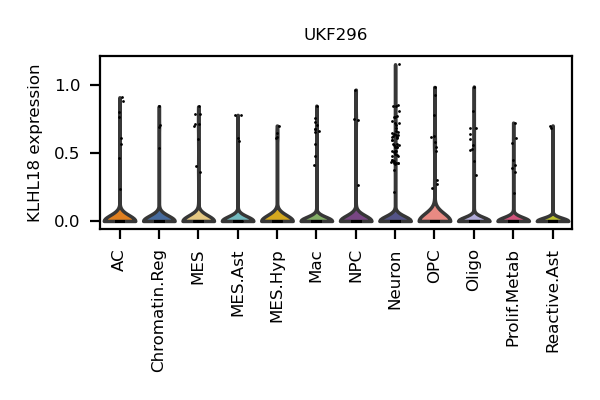 UKF296
KLHL18 expression
1.0
0.5
0.0
AC
Chromatin.Reg
MES
MES.Ast
MES.Hyp
Mac
NPC
Neuron
OPC
Oligo
Prolif.Metab
Reactive.Ast